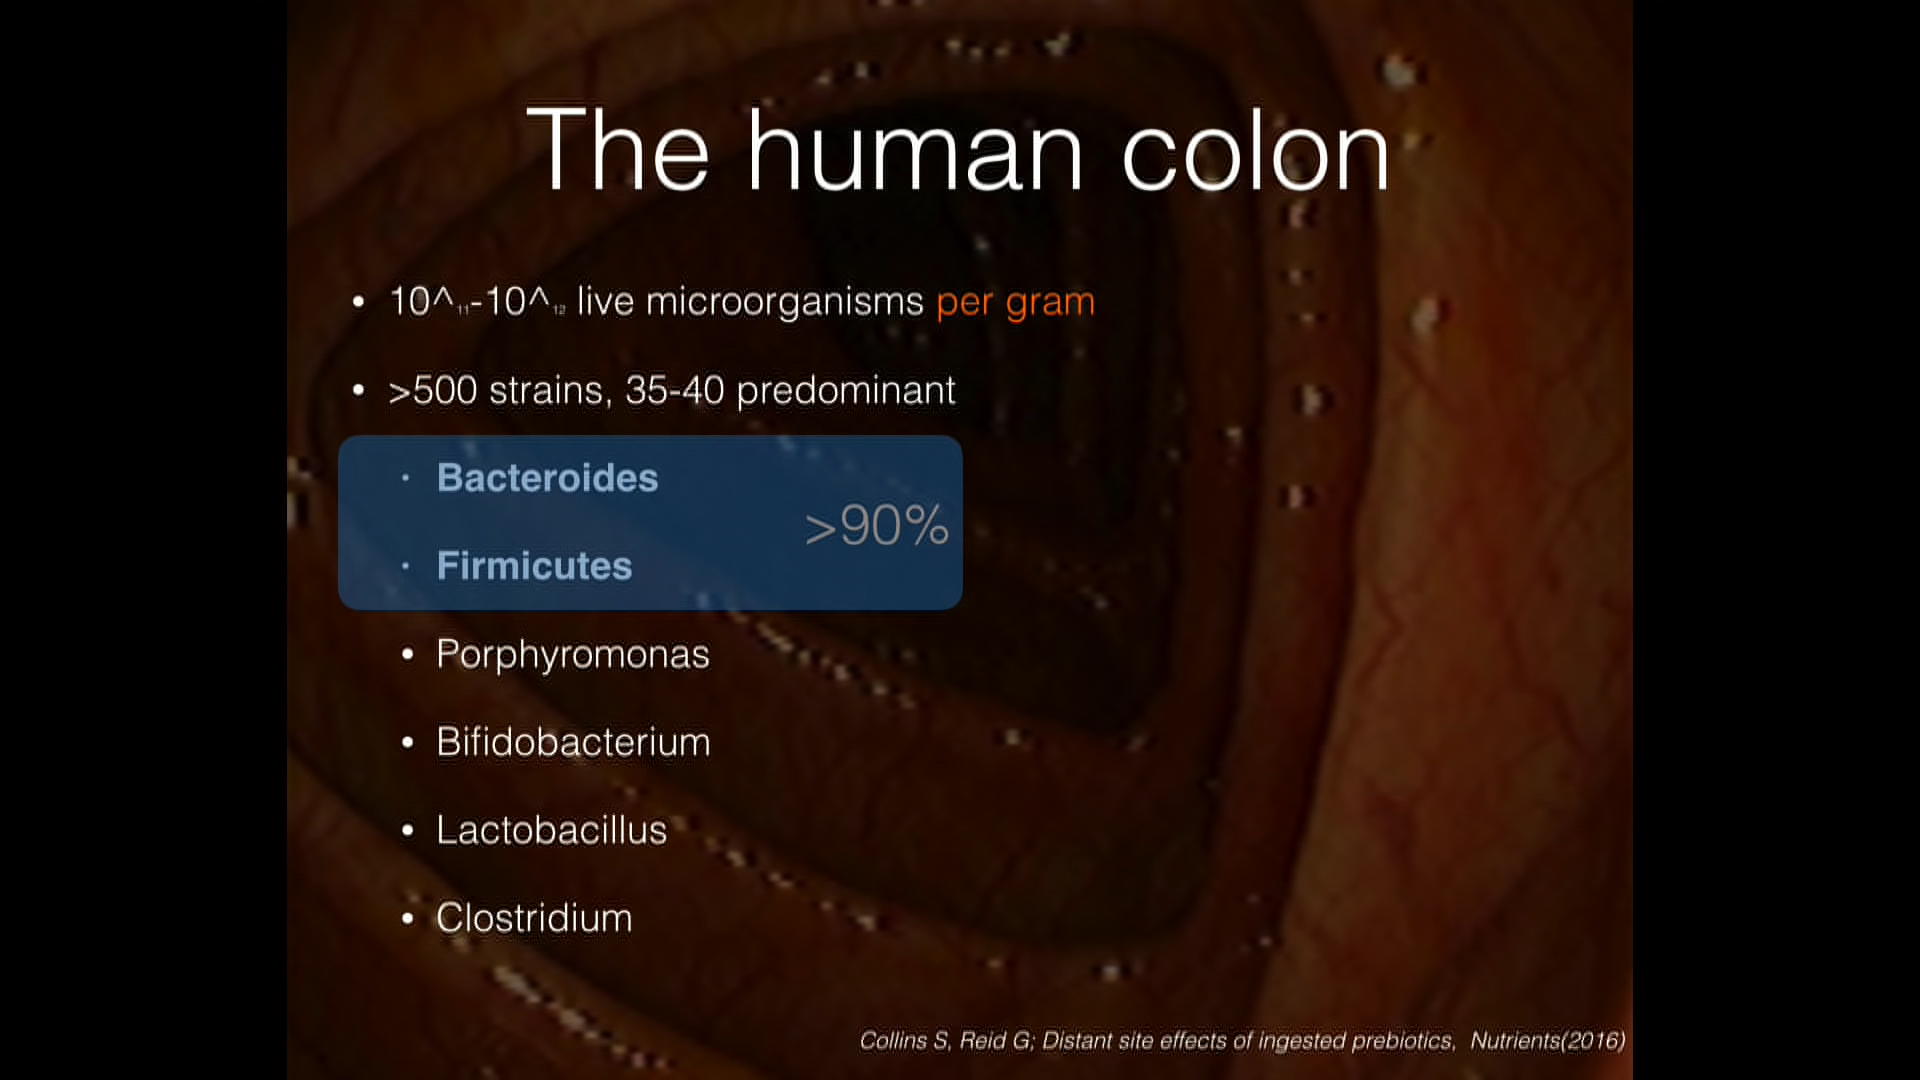 The human colon
• 10^11-10^12 live microorganisms per gram
• >500 strains, 35-40 predominant
• Bacteroides
>90%
• Firmicutes
• Porphyromonas
• Bifidobacterium
• Lactobacillus
• Clostridium
Collins S, Reid G; Distant site effects of ingested prebiotics, Nutrients(2016)